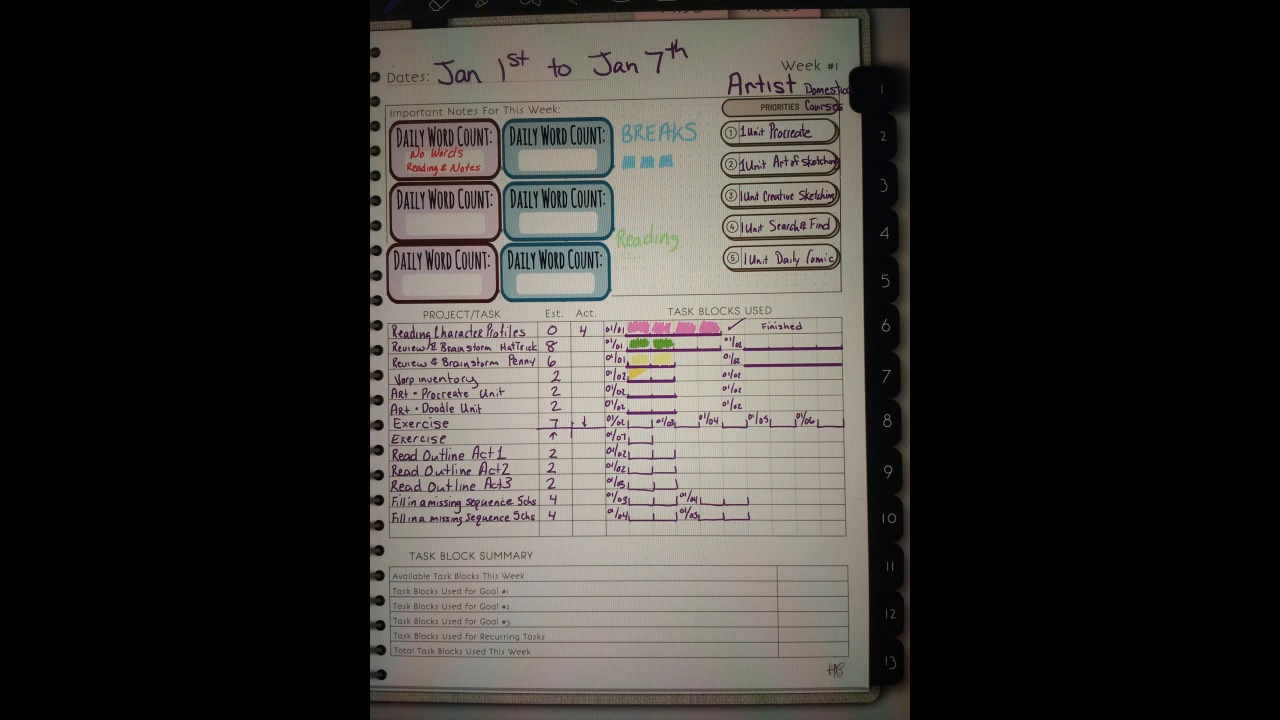 Week #1
Dates: Jan 1st to Jan 7th
Artist Domestic
Important Notes For This Week:
PRIORITIES Courses
DAILY WORD COUNT: DAILY WORD COUNT: BREAKS
No Words
Reading & Notes
① 1 Unit Procreate
② 1 Unit Art of Sketching
DAILY WORD COUNT: DAILY WORD COUNT:
③ 1 Unit Creative Sketching
④ 1 Unit Search & Find
Reading
DAILY WORD COUNT: DAILY WORD COUNT:
⑤ 1 Unit Daily Comic
PROJECT/TASK Est. Act. TASK BLOCKS USED
Reading Character Profiles 0 4 01/01 ✓ Finished
Review & Brainstorm HatTrick 8 01/01 01/02
Review & Brainstorm Penny 6 01/01 01/02
Vorp inventory 2 01/02 01/02
Art - Procreate Unit 2 01/02 01/02
Art - Doodle Unit 2 01/02 01/02
Exercise 7 ↓ 01/02 01/03 01/04 01/05 01/06
Exercise ↑ 01/07
Read Outline Act 1 2 01/02
Read Outline Act 2 2 01/02
Read Outline Act 3 2 01/03
Fill in a missing sequence Schs 4 01/03 01/04
Fill in a missing sequence Schs 4 01/04 01/05
TASK BLOCK SUMMARY
Available Task Blocks This Week
Task Blocks Used for Goal #1
Task Blocks Used for Goal #2
Task Blocks Used for Goal #3
Task Blocks Used for Recurring Tasks
Total Task Blocks Used This Week
1
2
3
4
5
6
7
8
9
10
11
12
13